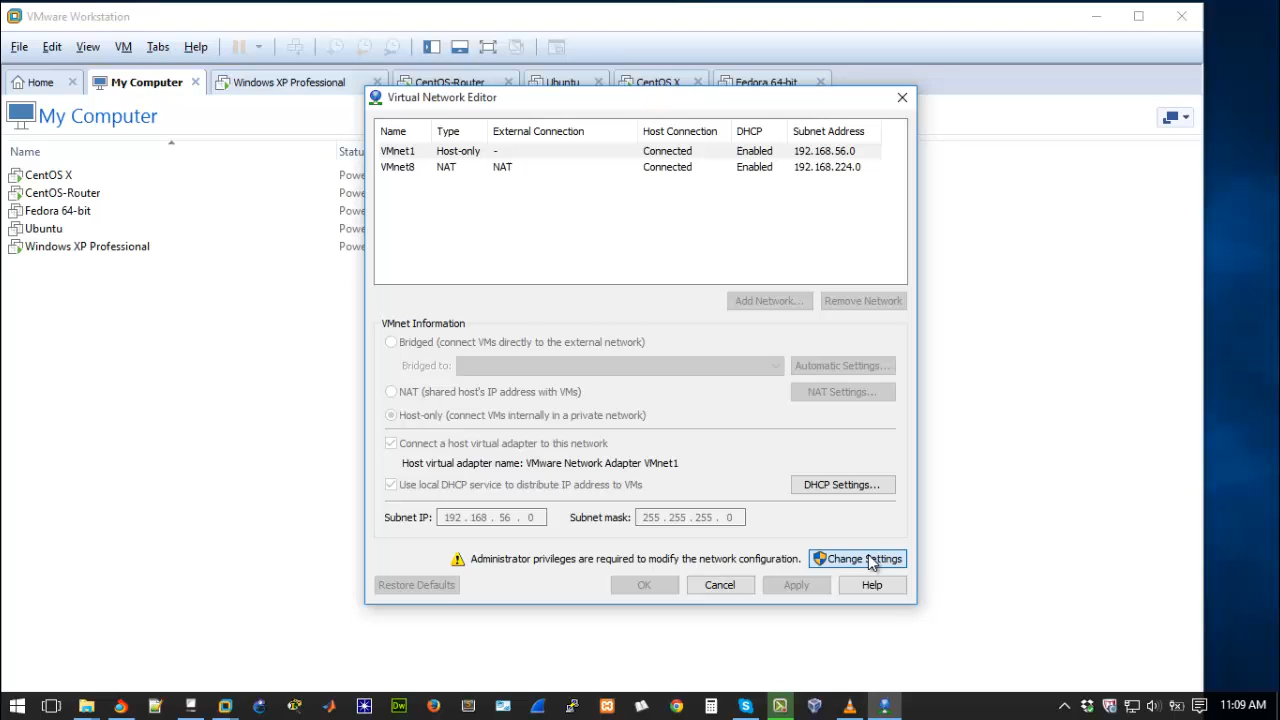 VMware Workstation
File Edit View VM Tabs Help
Home My Computer Windows XP Professional CentOS-Router Ubuntu CentOS X Fedora 64-bit
My Computer
Name Statu
CentOS X Powe
CentOS-Router Powe
Fedora 64-bit Powe
Ubuntu Powe
Windows XP Professional Powe
Virtual Network Editor
Name Type External Connection Host Connection DHCP Subnet Address
VMnet1 Host-only - Connected Enabled 192.168.56.0
VMnet8 NAT NAT Connected Enabled 192.168.224.0
Add Network... Remove Network
VMnet Information
Bridged (connect VMs directly to the external network)
Bridged to: Automatic Settings...
NAT (shared host's IP address with VMs) NAT Settings...
Host-only (connect VMs internally in a private network)
Connect a host virtual adapter to this network
Host virtual adapter name: VMware Network Adapter VMnet1
Use local DHCP service to distribute IP address to VMs DHCP Settings...
Subnet IP: 192 . 168 . 56 . 0 Subnet mask: 255 . 255 . 255 . 0
Administrator privileges are required to modify the network configuration. Change Settings
Restore Defaults OK Cancel Apply Help
Dw
11:09 AM